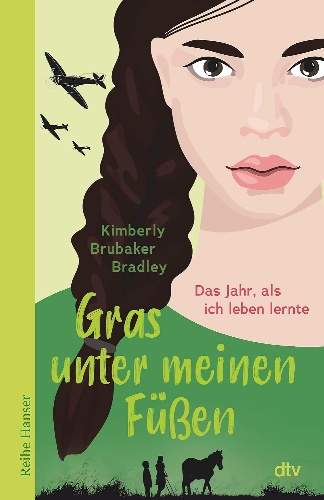 Kimberly
Brubaker
Bradley
Das Jahr, als
ich leben lernte
Gras
unter meinen
Füßen
Reihe Hanser
dtv